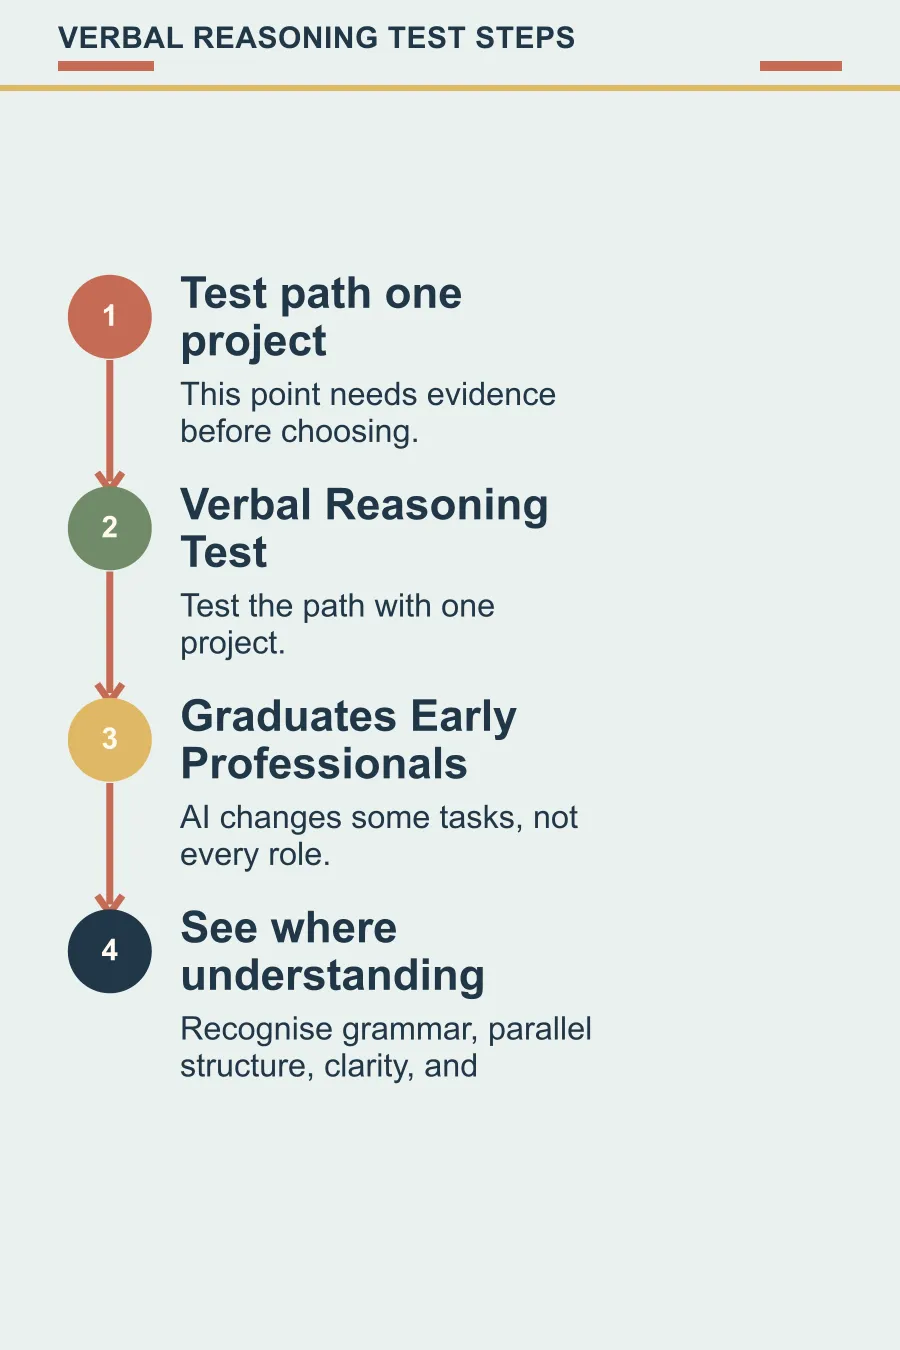 VERBAL REASONING TEST STEPS
1
Test path one
project
This point needs evidence
before choosing.
2
Verbal Reasoning
Test
Test the path with one
project.
3
Graduates Early
Professionals
AI changes some tasks, not
every role.
4
See where
understanding
Recognise grammar, parallel
structure, clarity, and